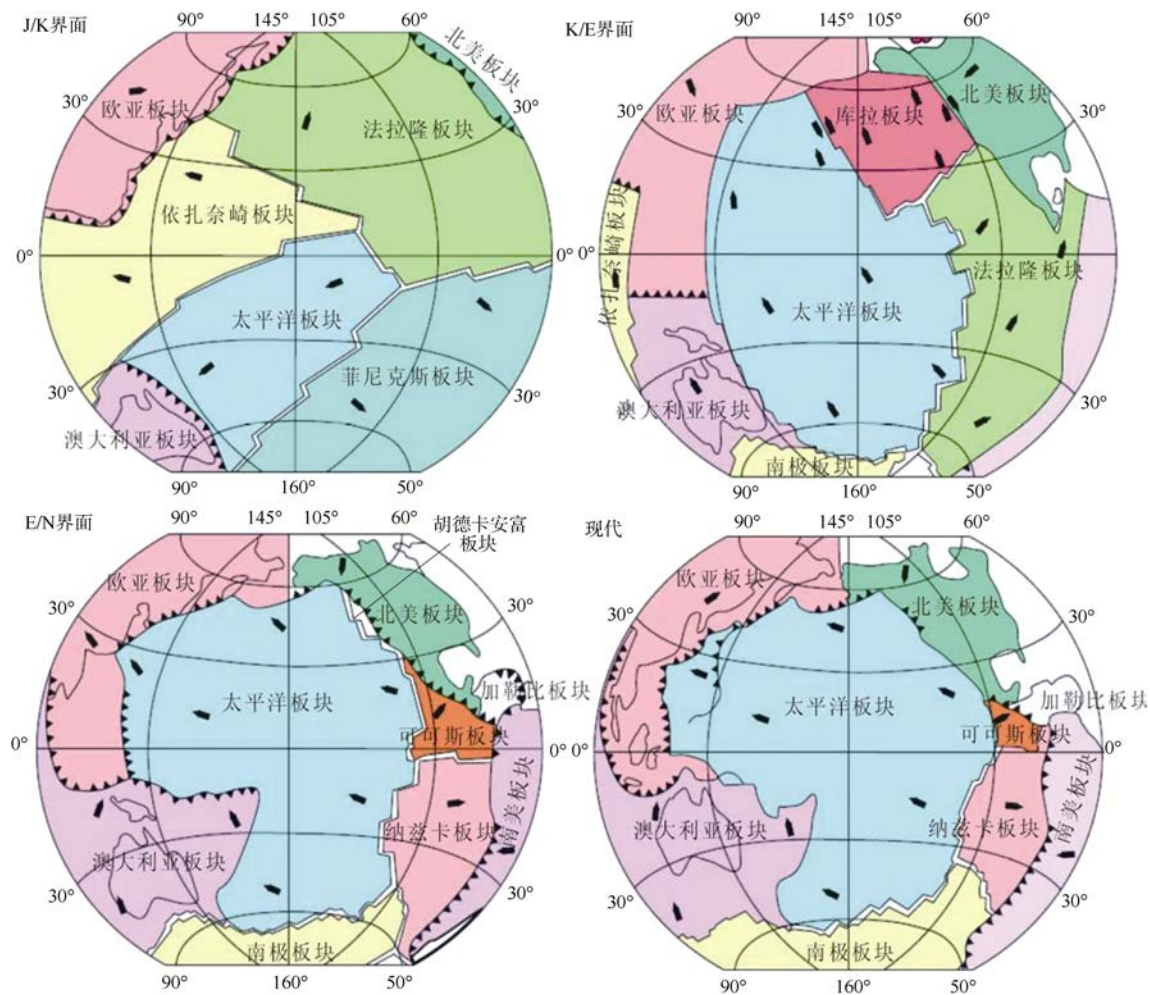 J/K界面
90°
145°
105°
60°
北美板块
30°
欧亚板块
法拉隆板块
30°
依扎奈崎板块
0°
太平洋板块
菲尼克斯板块
30°
30°
澳大利亚板块
90°
160°
50°
K/E界面
90°
145°
105°
60°
30°
欧亚板块
库拉板块
北美板块
30°
依扎奈崎板块
0°
法拉隆板块
太平洋板块
30°
澳大利亚板块
30°
南极板块
90°
160°
50°
E/N界面
90°
145°
105°
60°
胡德卡安富
板块
欧亚板块
30°
北美板块
30°
太平洋板块
加勒比板块
可可斯板块
0°
0°
南美板块
纳兹卡板块
澳大利亚板块
30°
30°
南极板块
90°
160°
50°
现代
90°
145°
105°
60°
欧亚板块
30°
北美板块
30°
太平洋板块
加勒比板块
可可斯板块
0°
0°
南美板块
纳兹卡板块
澳大利亚板块
30°
30°
南极板块
90°
160°
50°